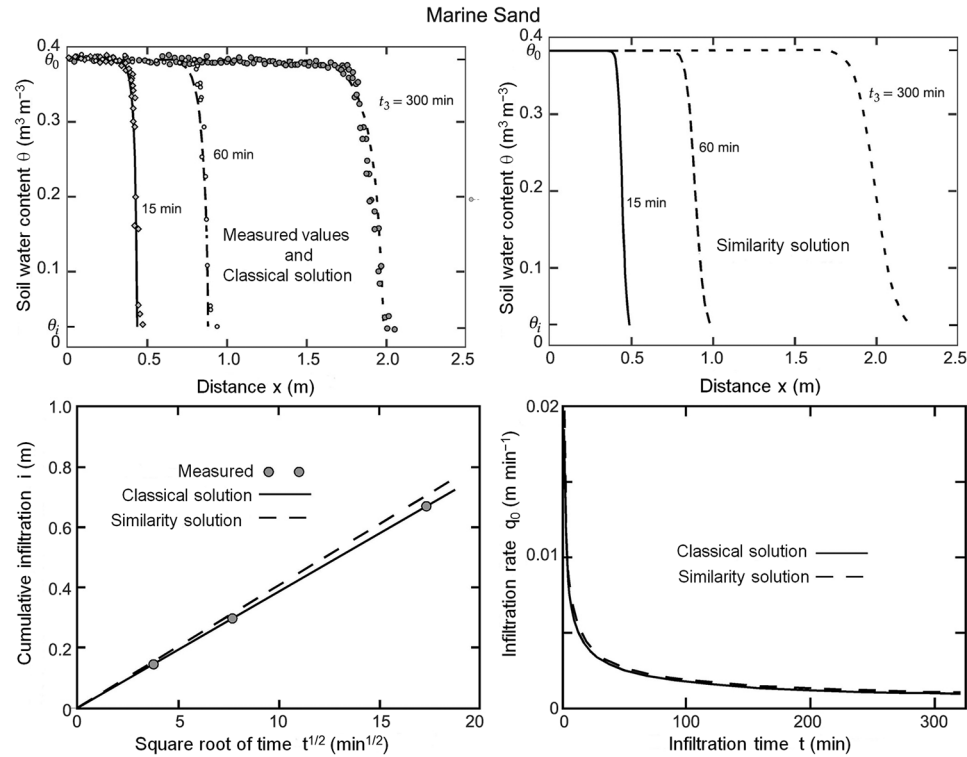 Marine Sand
Soil water content θ (m³ m⁻³)
0.4
θ₀
0.3
0.2
0.1
θᵢ
0
t₃ = 300 min
60 min
15 min
Measured values
and
Classical solution
0 0.5 1.0 1.5 2.0 2.5
Distance x (m)
Soil water content θ (m³ m⁻³)
0.4
θ₀
0.3
0.2
0.1
θᵢ
0
t₃ = 300 min
60 min
15 min
Similarity solution
0 0.5 1.0 1.5 2.0 2.5
Distance x (m)
Cumulative infiltration i (m)
1.0
0.8
0.6
0.4
0.2
0
Measured
Classical solution
Similarity solution
0 5 10 15 20
Square root of time t^1/2 (min^1/2)
Infiltration rate q₀ (m min⁻¹)
0.02
0.01
0
Classical solution
Similarity solution
0 100 200 300
Infiltration time t (min)